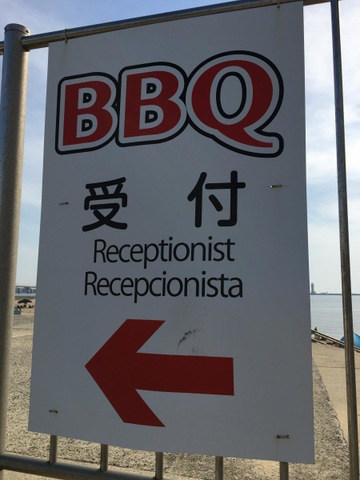 BBQ
受付
Receptionist
Recepcionista